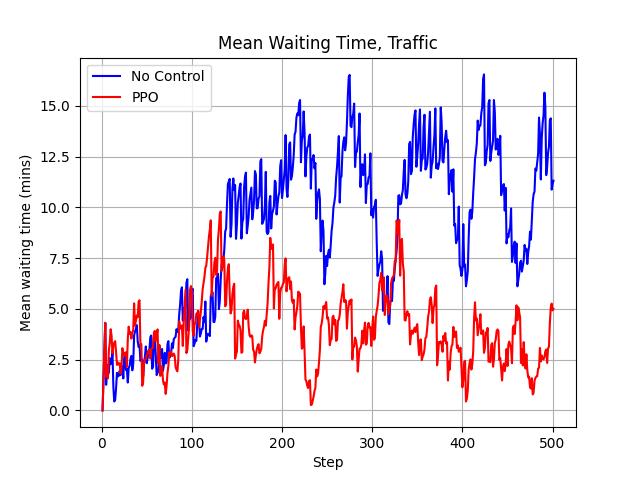 Mean Waiting Time, Traffic
No Control
PPO
Mean waiting time (mins)
15.0
12.5
10.0
7.5
5.0
2.5
0.0
0 100 200 300 400 500
Step